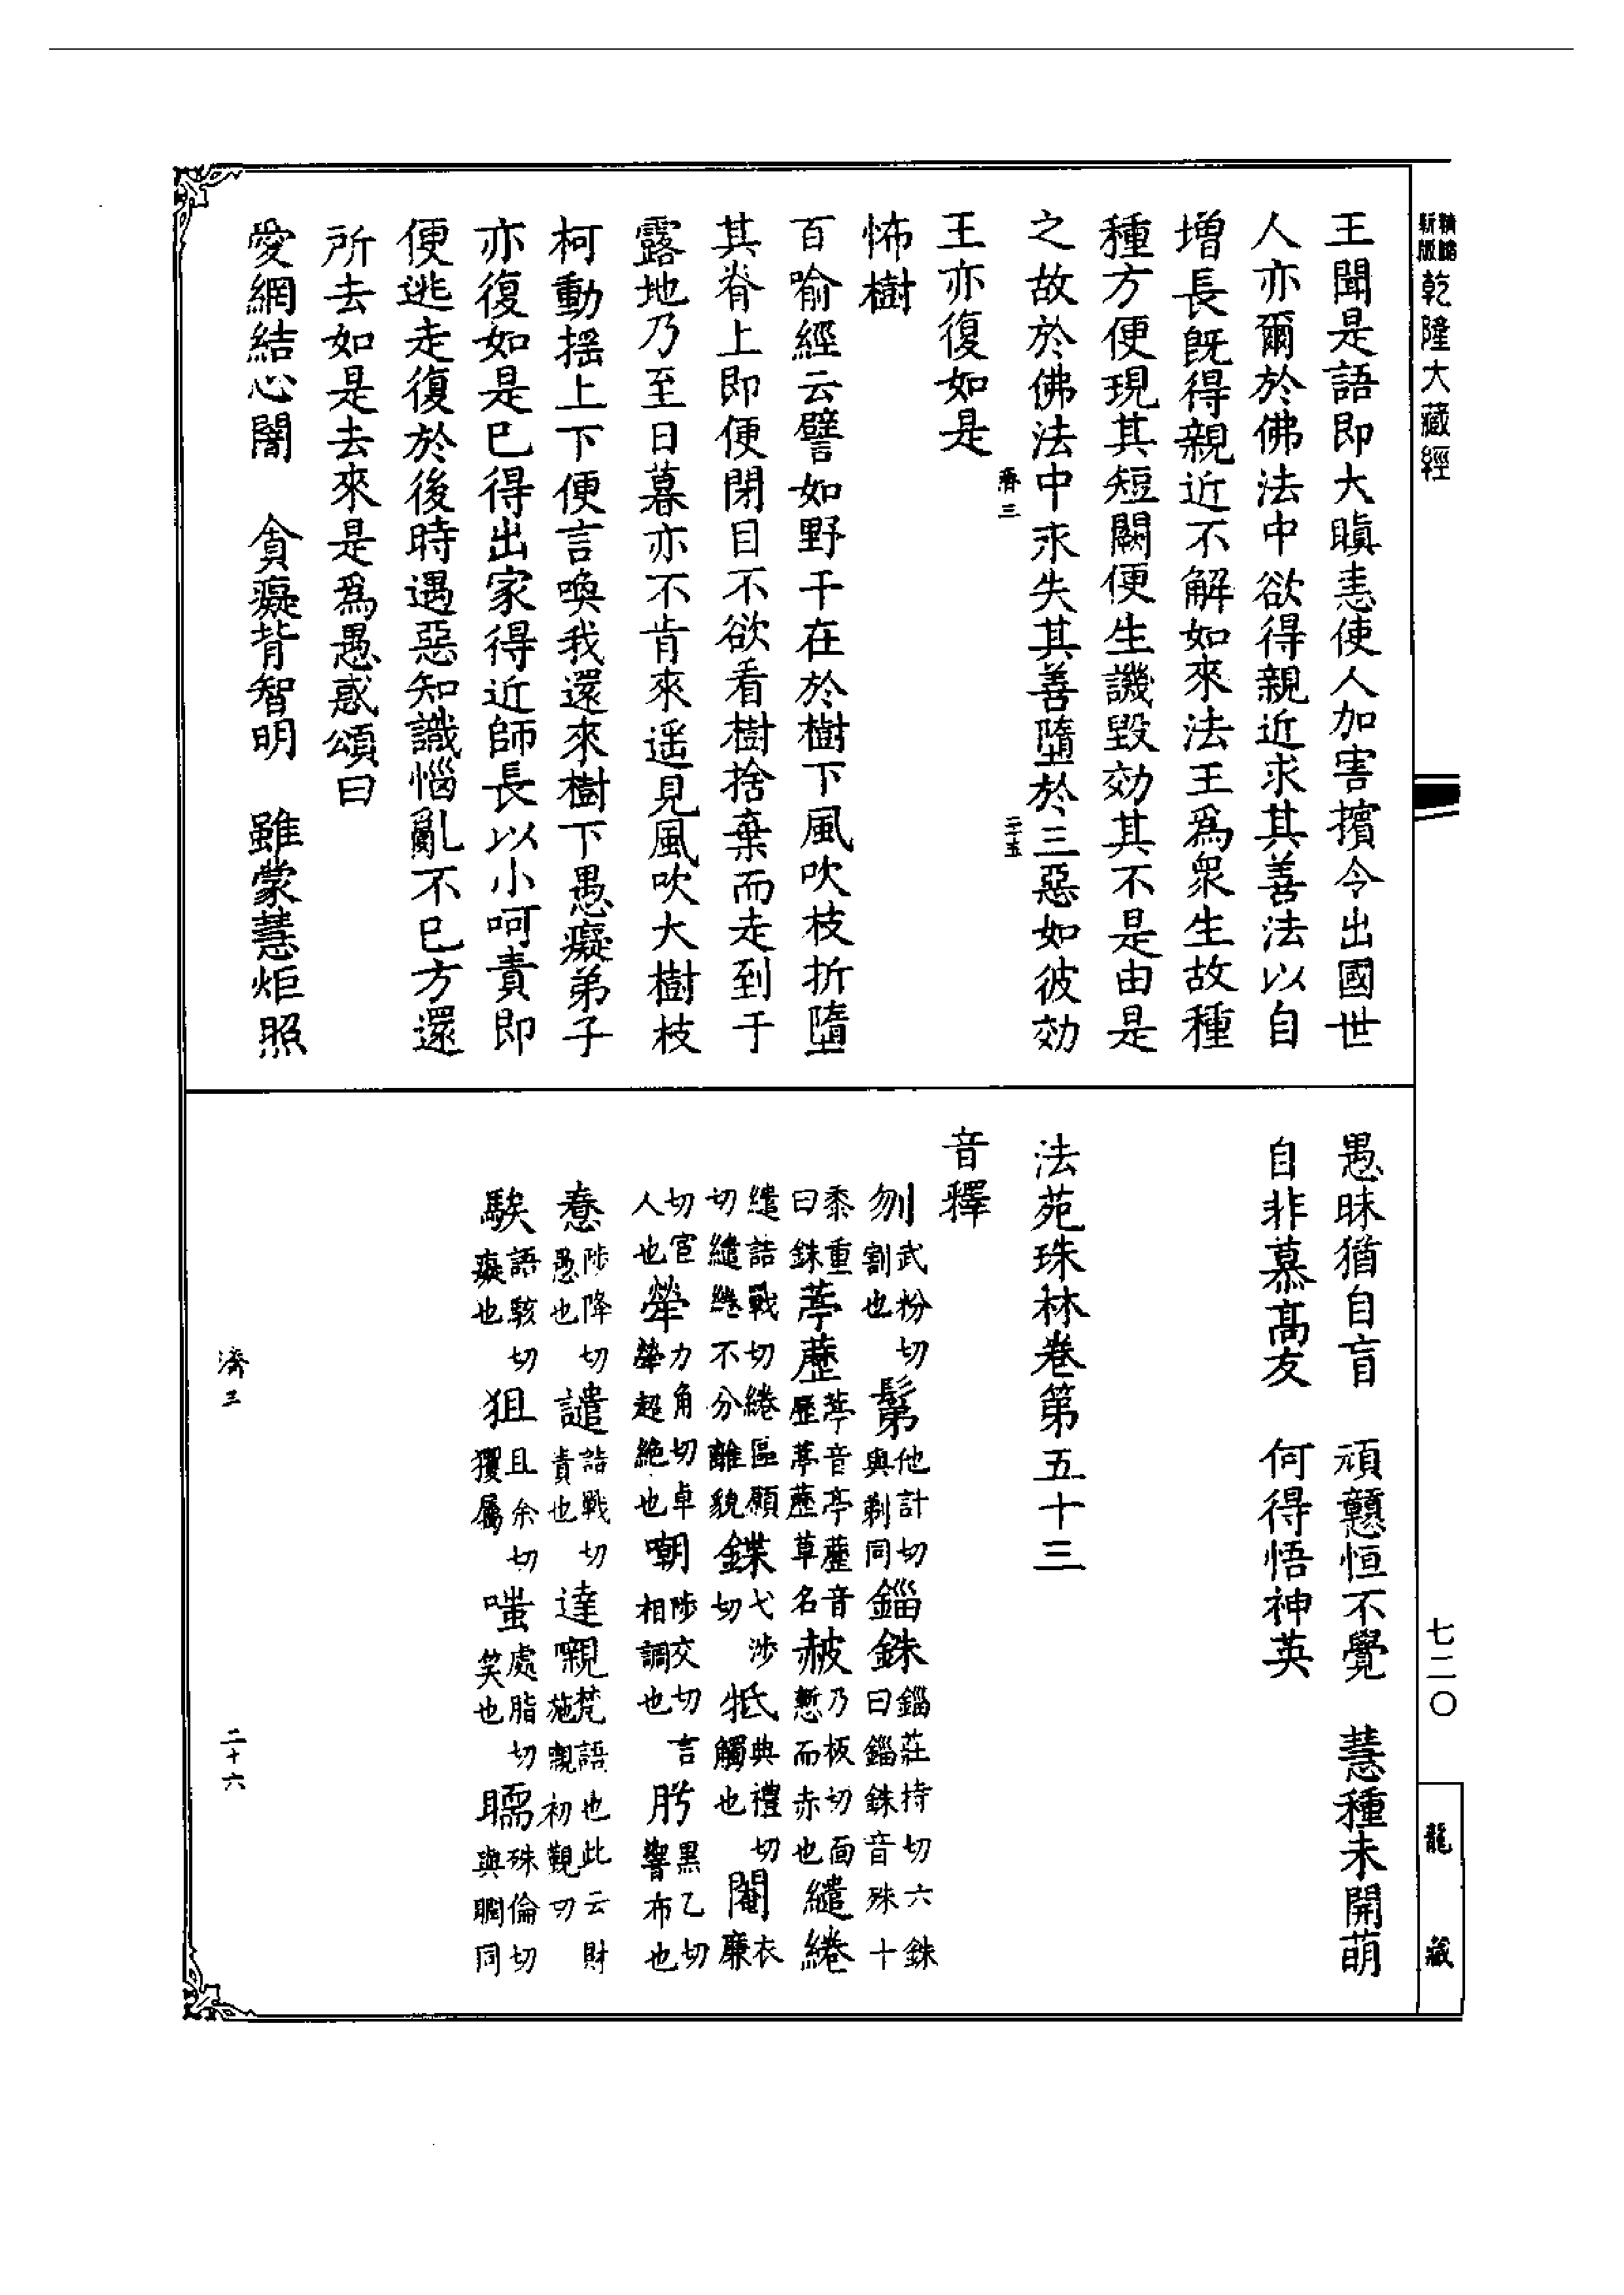 精鏽新版 乾隆大藏經
七二〇
龍藏
王聞是語即大瞋恚使人加害擯令出國世
人亦爾於佛法中欲得親近求其善法以自
增長既得親近不解如來法王爲衆生故種
種方便現其短闕便生譏毀効其不是由是
之故於佛法中永失其善墮於三惡如彼効
濟三
二十五
王亦復如是
怖樹
百喻經云譬如野干在於樹下風吹枝折墮
其脊上即便閉目不欲看樹捨棄而走到于
露地乃至日暮亦不肯來遥見風吹大樹枝
柯動搖上下便言喚我還來樹下愚癡弟子
亦復如是已得出家得近師長以小呵責即
便逃走復於後時遇惡知識惱亂不已方還
所去如是去來是爲愚惑頌曰
愛網結心闇　貪癡背智明　雖蒙慧炬照
愚昧猶自盲　頑戇恒不覺　慧種未開萌
自非慕髙友　何得悟神英
法苑珠林卷第五十三
音釋
刎武粉切割也　鬀他計切與剃同　錙銖錙莊持切六銖曰錙銖音殊十
黍重曰銖　葶藶葶音亭藶音歷葶藶草名　赧乃板切面慙而赤也　繾綣
繾詰戰切綣區願切繾綣不分離貌　鍱弋涉切　牴典禮切觸也　閹衣廉
切宦人也　犖力角切卓犖超絶也　嘲陟交切言相調也　肹黑乙切響布也
憃陟降切愚也　譴詰戰切責也　達嚫梵語也此云財施嚫初覲切
騃語駭切癡也　狙且余切玃屬　嗤處脂切笑也　㬰殊倫切與瞤同
濟三
二十六